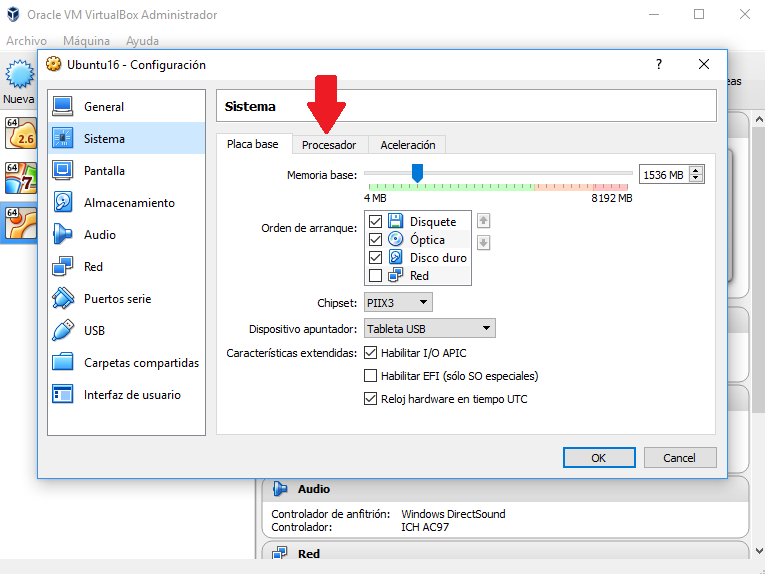 Oracle VM VirtualBox Administrador
Archivo Máquina Ayuda
Nueva
Ubuntu16 - Configuración
?
General
Sistema
Pantalla
Almacenamiento
Audio
Red
Puertos serie
USB
Carpetas compartidas
Interfaz de usuario
Sistema
Placa base Procesador Aceleración
Memoria base: 1536 MB
4 MB 8192 MB
Orden de arranque: Disquete
Óptica
Disco duro
Red
Chipset: PIIX3
Dispositivo apuntador: Tableta USB
Características extendidas: Habilitar I/O APIC
Habilitar EFI (sólo SO especiales)
Reloj hardware en tiempo UTC
OK Cancel
64
2.6
64
7
64
Audio
Controlador de anfitrión: Windows DirectSound
Controlador: ICH AC97
Red